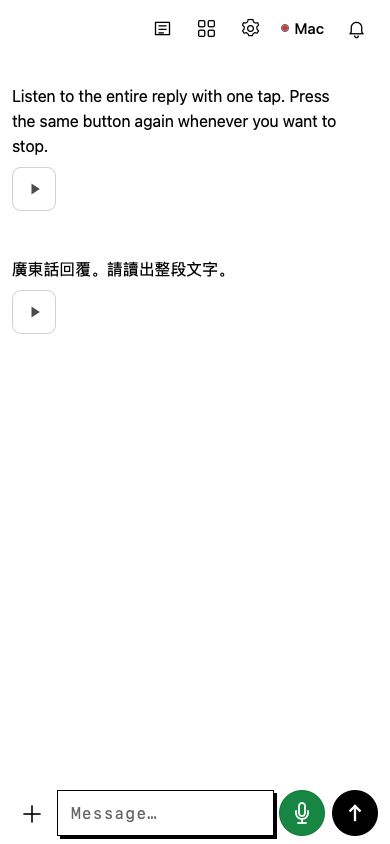 Mac
Listen to the entire reply with one tap. Press
the same button again whenever you want to
stop.
廣東話回覆。請讀出整段文字。
Message…